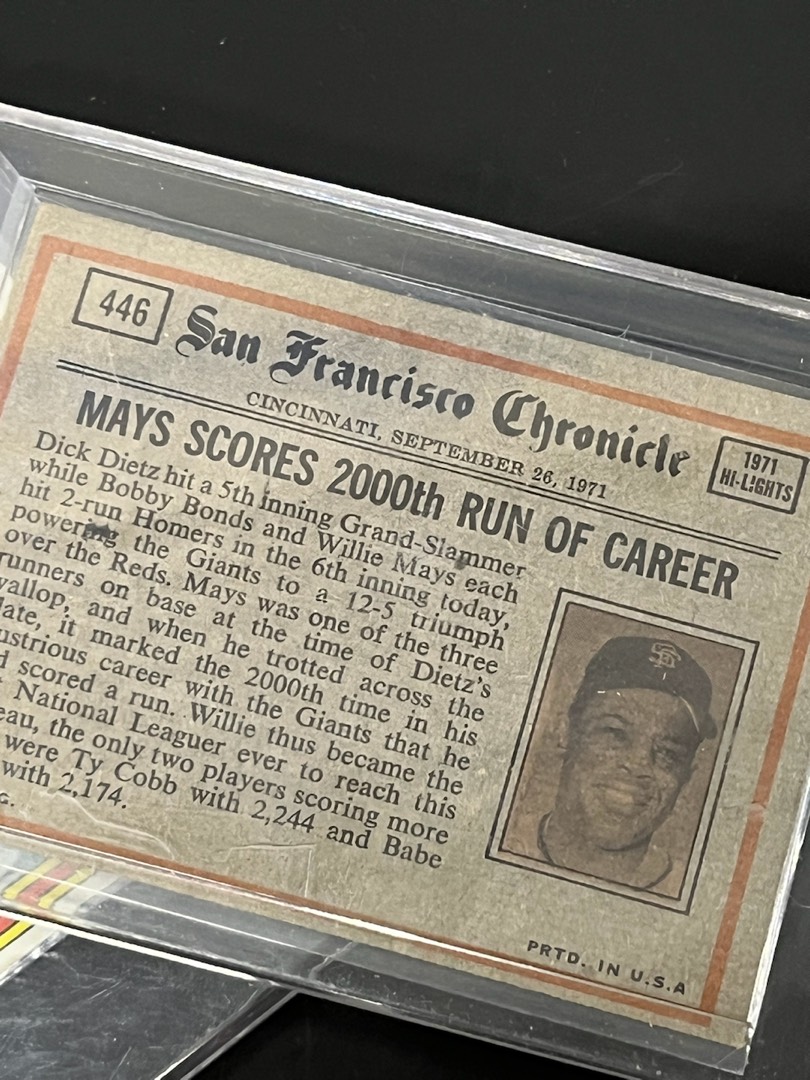 446
San Francisco Chronicle
CINCINNATI, SEPTEMBER 26, 1971
1971
HI-LIGHTS
MAYS SCORES 2000th RUN OF CAREER
Dick Dietz hit a 5th inning Grand-Slammer
while Bobby Bonds and Willie Mays each
hit 2-run Homers in the 6th inning today,
powering the Giants to a 12-5 triumph
over the Reds. Mays was one of the three
runners on base at the time of Dietz's
wallop, and when he trotted across the
late, it marked the 2000th time in his
ustrious career with the Giants that he
d scored a run. Willie thus became the
National Leaguer ever to reach this
eau, the only two players scoring more
were Ty Cobb with 2,244 and Babe
with 2,174.
G.
SF
PRTD. IN U.S.A